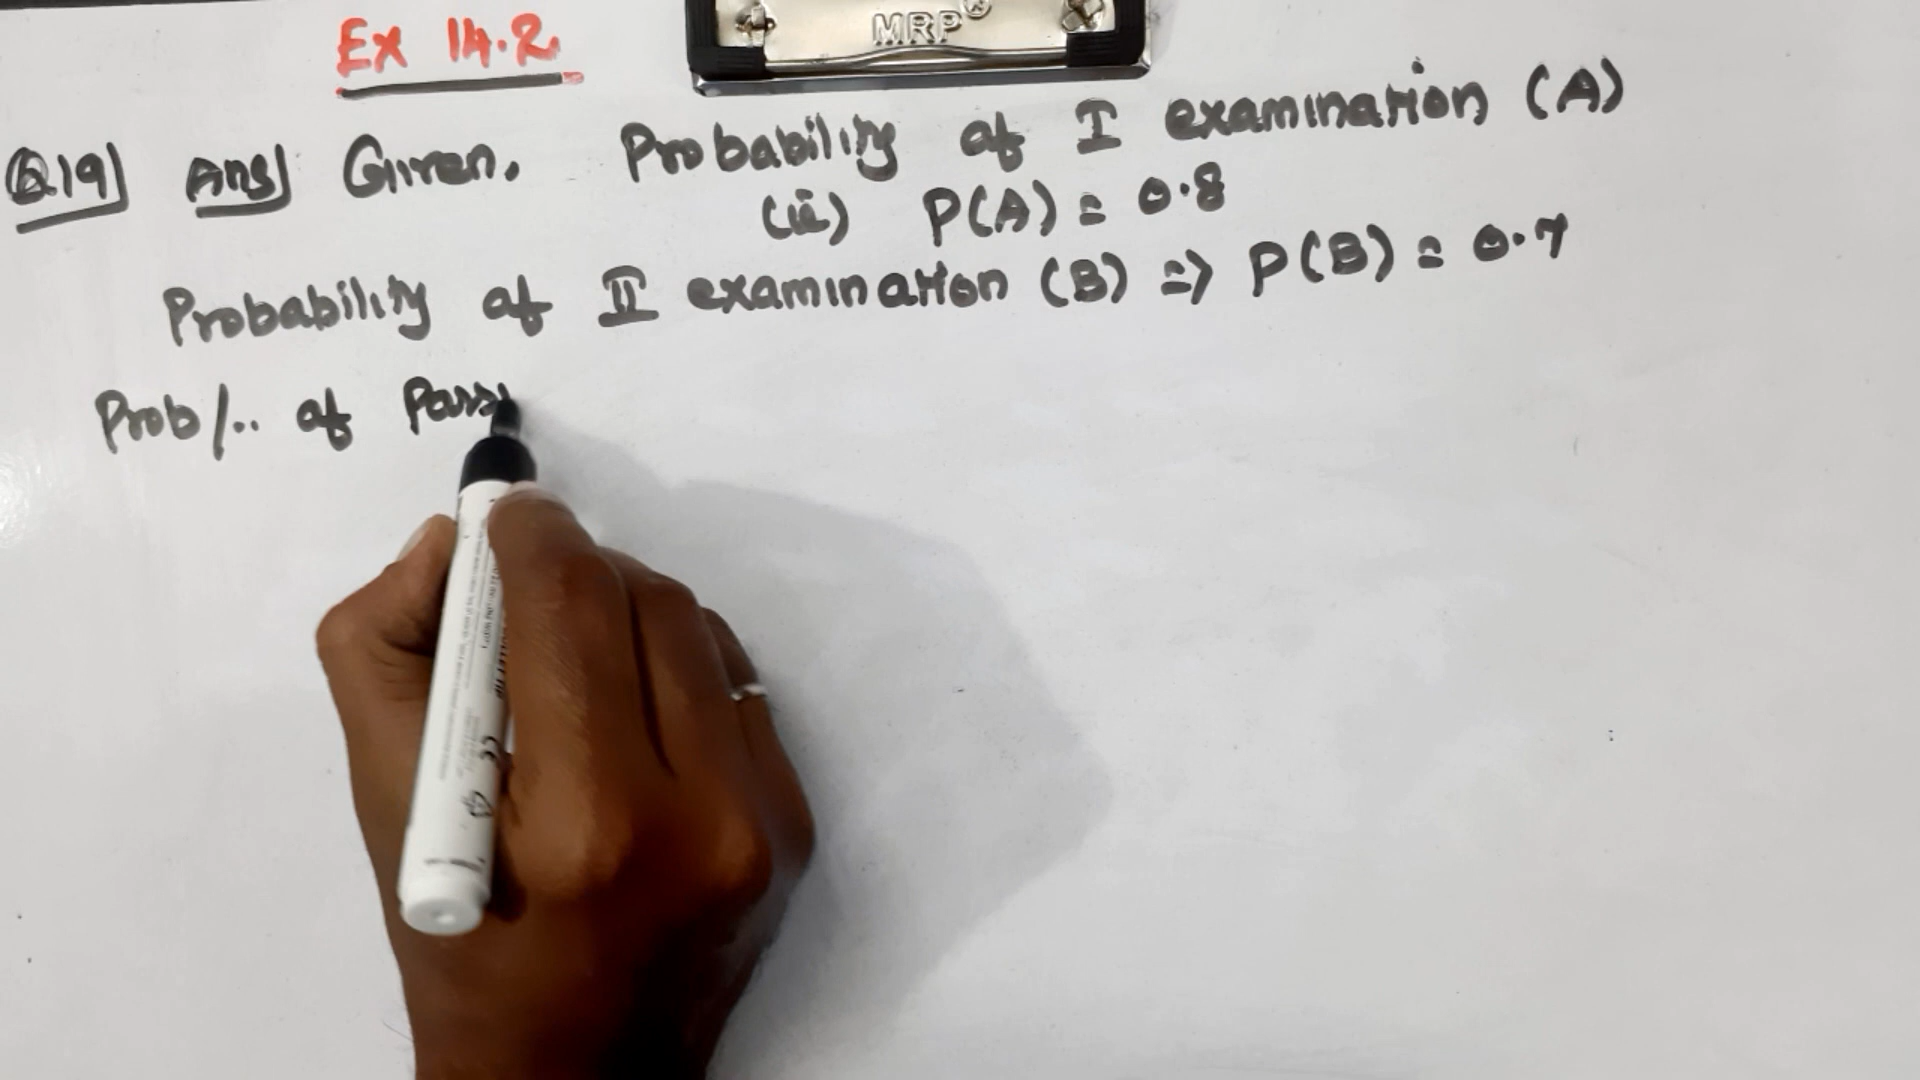 MRP®
Ex 14.2
Q19) Ans) Given, Probability of I examination (A)
(ie) P(A) = 0.8
Probability of II examination (B) => P(B) = 0.7
Prob/.. of Pass